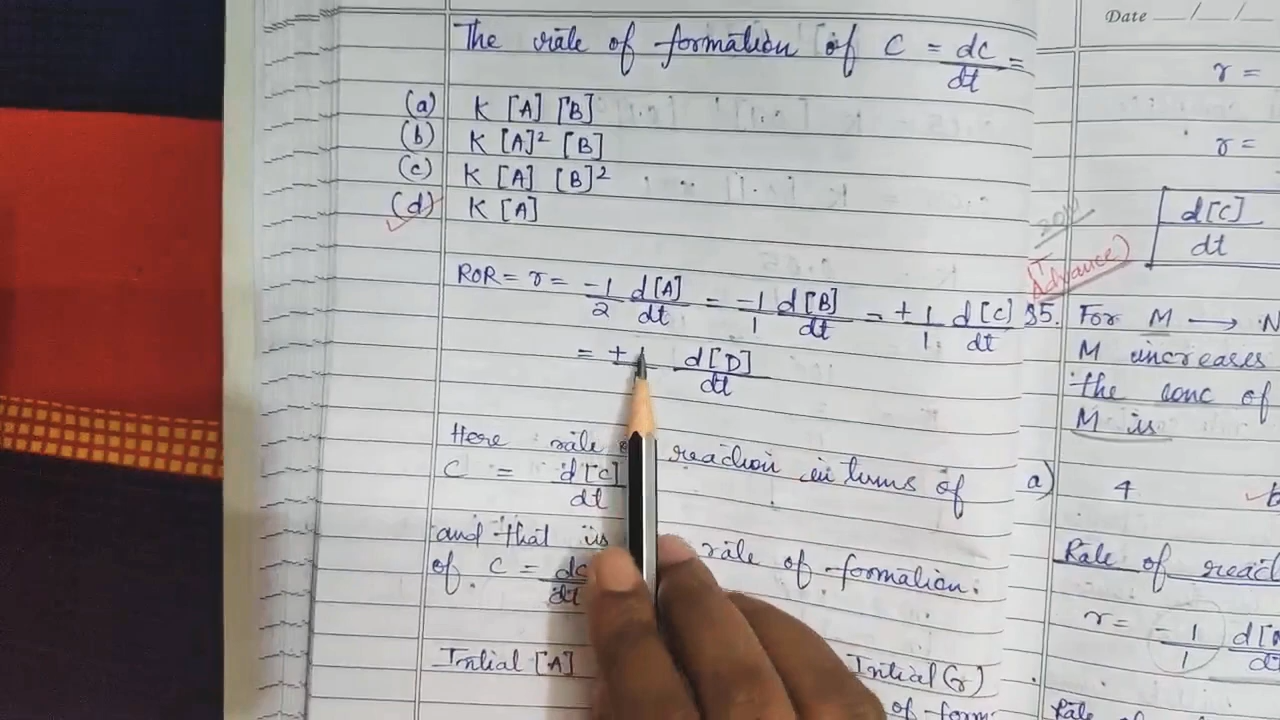 The rate of formation of C = dc/dt =
(a) K [A] [B]
(b) K [A]² [B]
(c) K [A] [B]²
(d) K [A]
ROR = r = -1/2 d[A]/dt = -1/1 d[B]/dt = +1/1 d[C]/dt
= + d[D]/dt
Here rate reaction in terms of
C = d[C]/dt
and that is rate of formation
of C = dc/dt
Initial [A] Initial (r)
of form
Date
r =
r =
d[C]/dt
(J Advance)
35. For M → N
M increases
the conc of
M is
a) 4
Rate of react
r = -1/1
Rate of